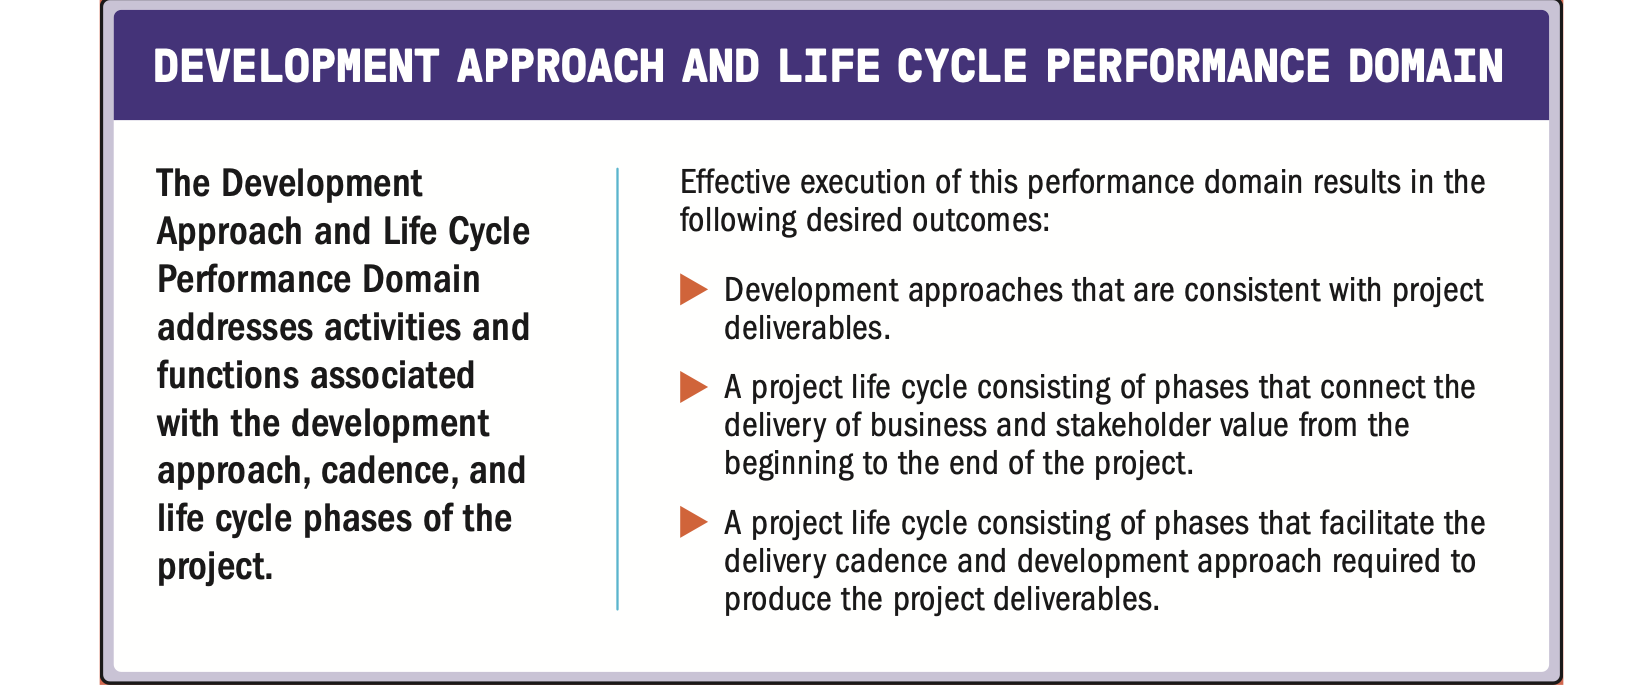 DEVELOPMENT APPROACH AND LIFE CYCLE PERFORMANCE DOMAIN
The Development
Approach and Life Cycle
Performance Domain
addresses activities and
functions associated
with the development
approach, cadence, and
life cycle phases of the
project.
Effective execution of this performance domain results in the
following desired outcomes:
Development approaches that are consistent with project
deliverables.
A project life cycle consisting of phases that connect the
delivery of business and stakeholder value from the
beginning to the end of the project.
A project life cycle consisting of phases that facilitate the
delivery cadence and development approach required to
produce the project deliverables.